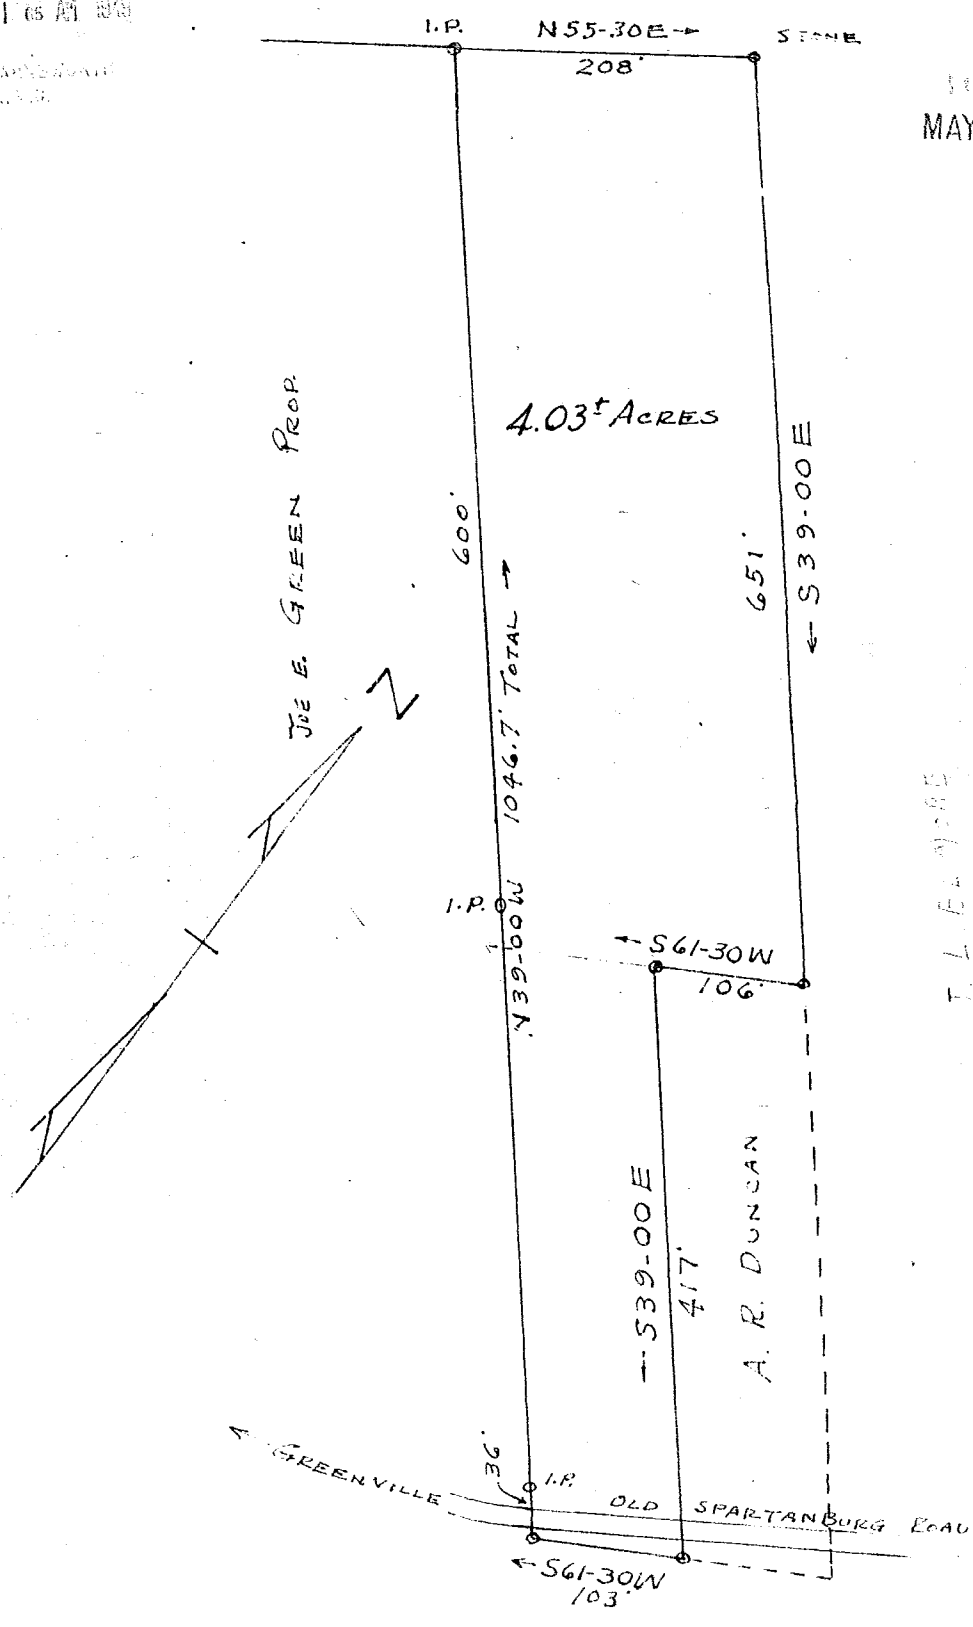 I.P.
N55-30E→
STONE
208'
MAY
4.03± ACRES
JOE E. GREEN PROP.
600'
N39-00W 1046.7' TOTAL →
651'
← S39-00E
N
I.P.
← S61-30W
106'
← S39-00E
417'
A. R. DUNCAN
36'
I.P.
GREENVILLE
OLD SPARTANBURG ROAD
← S61-30W
103'